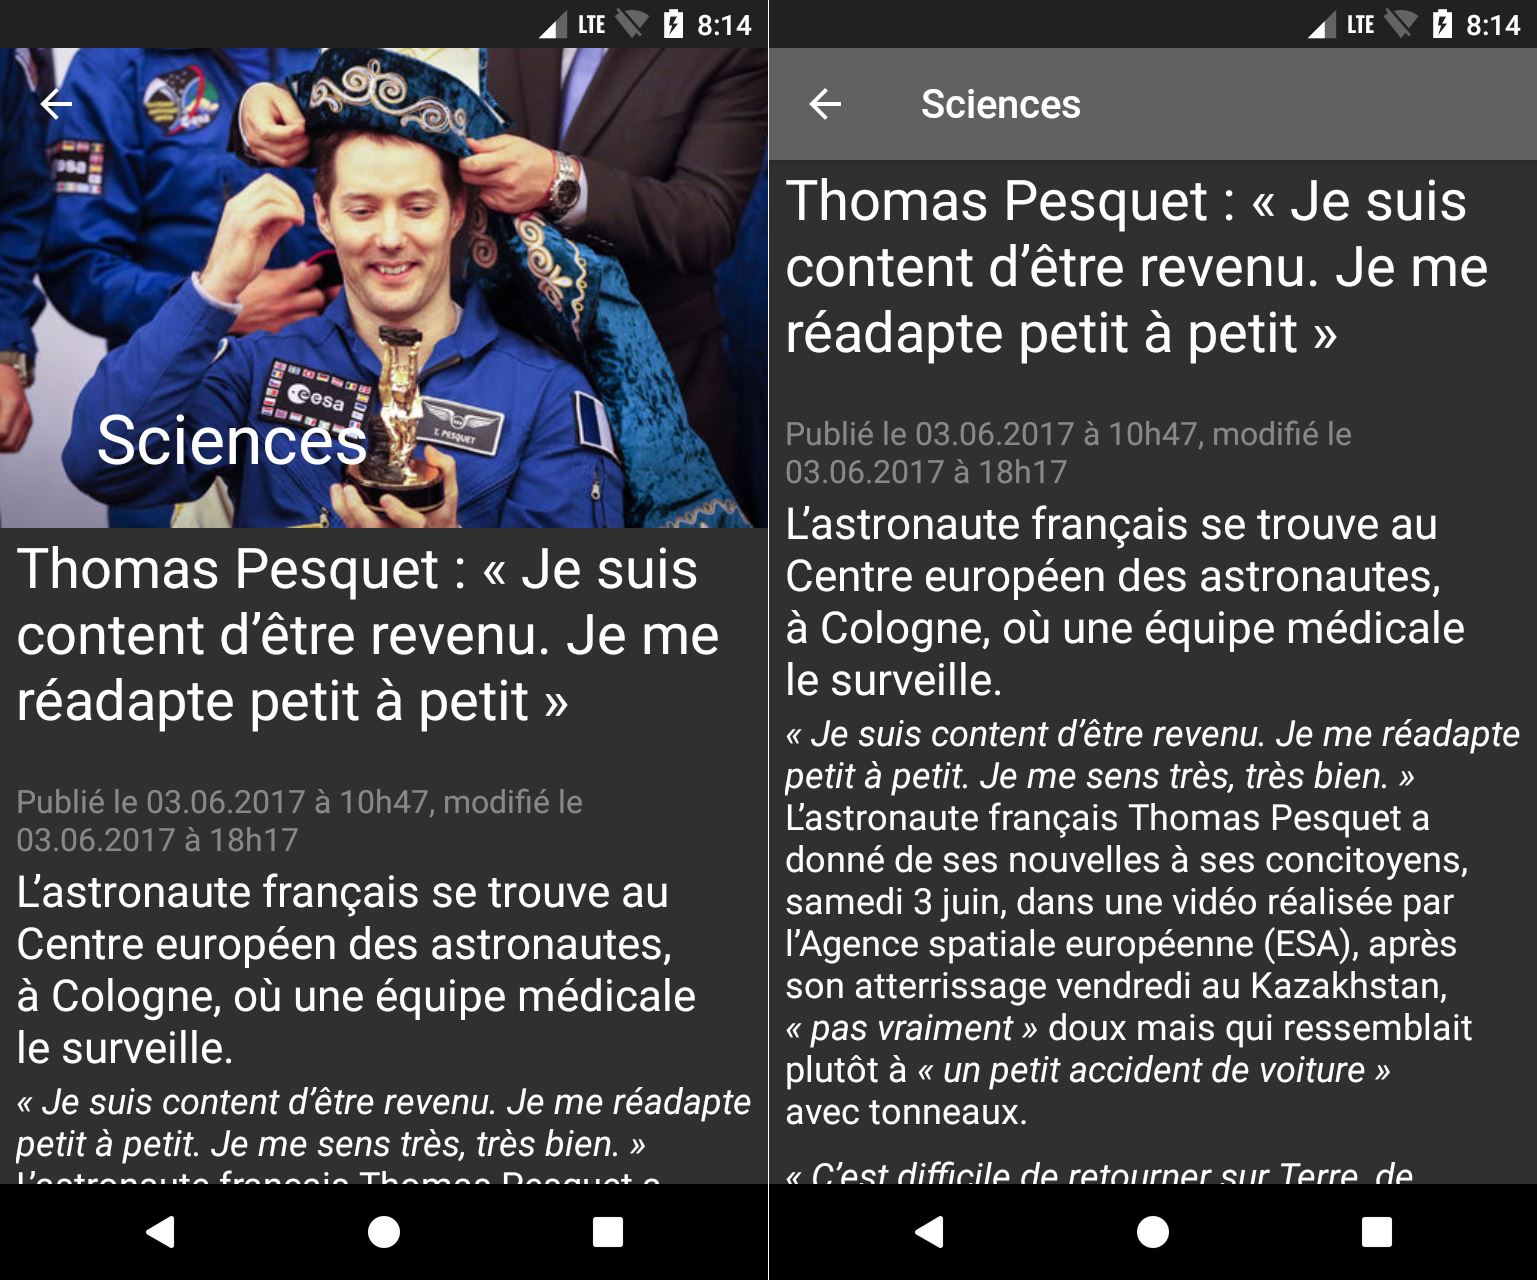 LTE 8:14
esa
esa
eesa
T. PESQUET
Sciences
Thomas Pesquet : « Je suis
content d’être revenu. Je me
réadapte petit à petit »
Publié le 03.06.2017 à 10h47, modifié le
03.06.2017 à 18h17
L’astronaute français se trouve au
Centre européen des astronautes,
à Cologne, où une équipe médicale
le surveille.
« Je suis content d’être revenu. Je me réadapte
petit à petit. Je me sens très, très bien. »
L’astronaute français Thomas Pesquet a
LTE 8:14
Sciences
Thomas Pesquet : « Je suis
content d’être revenu. Je me
réadapte petit à petit »
Publié le 03.06.2017 à 10h47, modifié le
03.06.2017 à 18h17
L’astronaute français se trouve au
Centre européen des astronautes,
à Cologne, où une équipe médicale
le surveille.
« Je suis content d’être revenu. Je me réadapte
petit à petit. Je me sens très, très bien. »
L’astronaute français Thomas Pesquet a
donné de ses nouvelles à ses concitoyens,
samedi 3 juin, dans une vidéo réalisée par
l’Agence spatiale européenne (ESA), après
son atterrissage vendredi au Kazakhstan,
« pas vraiment » doux mais qui ressemblait
plutôt à « un petit accident de voiture »
avec tonneaux.
« C’est difficile de retourner sur Terre, de